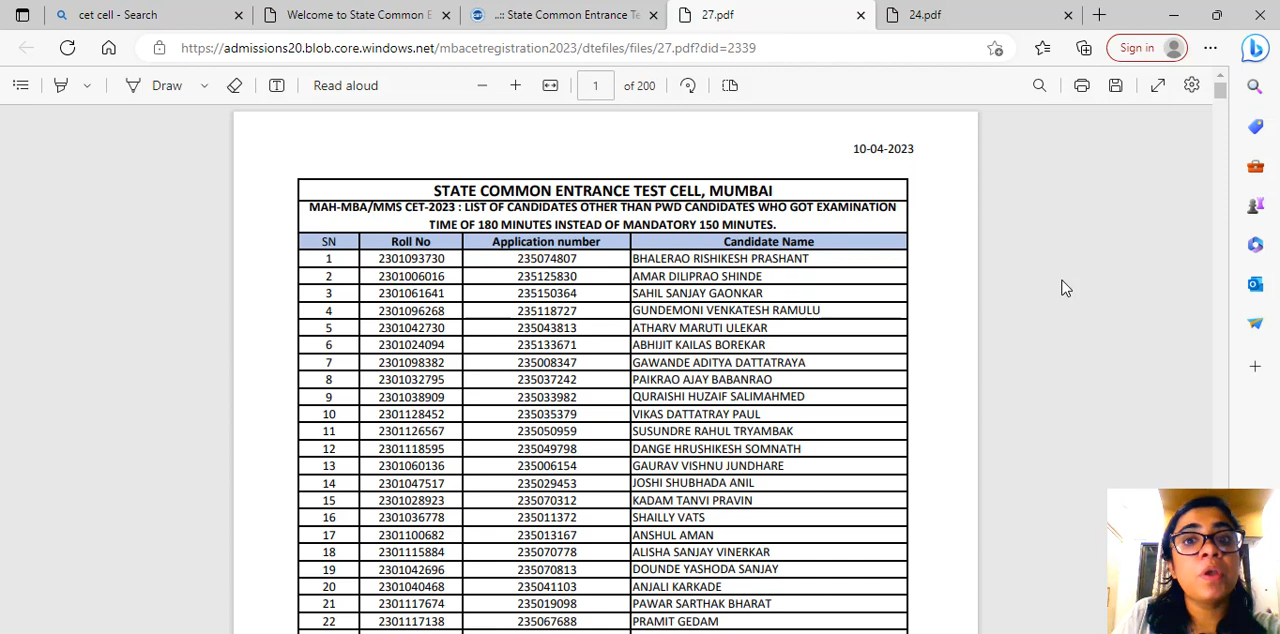 cet cell - Search
Welcome to State Common E
:: State Common Entrance Te
27.pdf
24.pdf
https://admissions20.blob.core.windows.net/mbacetregistration2023/dtefiles/files/27.pdf?did=2339
Sign in
Draw
Read aloud
1
of 200
10-04-2023
STATE COMMON ENTRANCE TEST CELL, MUMBAI
MAH-MBA/MMS CET-2023 : LIST OF CANDIDATES OTHER THAN PWD CANDIDATES WHO GOT EXAMINATION
TIME OF 180 MINUTES INSTEAD OF MANDATORY 150 MINUTES.
SN Roll No Application number Candidate Name
1 2301093730 235074807 BHALERAO RISHIKESH PRASHANT
2 2301006016 235125830 AMAR DILIPRAO SHINDE
3 2301061641 235150364 SAHIL SANJAY GAONKAR
4 2301096268 235118727 GUNDEMONI VENKATESH RAMULU
5 2301042730 235043813 ATHARV MARUTI ULEKAR
6 2301024094 235133671 ABHIJIT KAILAS BOREKAR
7 2301098382 235008347 GAWANDE ADITYA DATTATRAYA
8 2301032795 235037242 PAIKRAO AJAY BABANRAO
9 2301038909 235033982 QURAISHI HUZAIF SALIMAHMED
10 2301128452 235035379 VIKAS DATTATRAY PAUL
11 2301126567 235050959 SUSUNDRE RAHUL TRYAMBAK
12 2301118595 235049798 DANGE HRUSHIKESH SOMNATH
13 2301060136 235006154 GAURAV VISHNU JUNDHARE
14 2301047517 235029453 JOSHI SHUBHADA ANIL
15 2301028923 235070312 KADAM TANVI PRAVIN
16 2301036778 235011372 SHAILLY VATS
17 2301100682 235013167 ANSHUL AMAN
18 2301115884 235070778 ALISHA SANJAY VINERKAR
19 2301042696 235070813 DOUNDE YASHODA SANJAY
20 2301040468 235041103 ANJALI KARKADE
21 2301117674 235019098 PAWAR SARTHAK BHARAT
22 2301117138 235067688 PRAMIT GEDAM